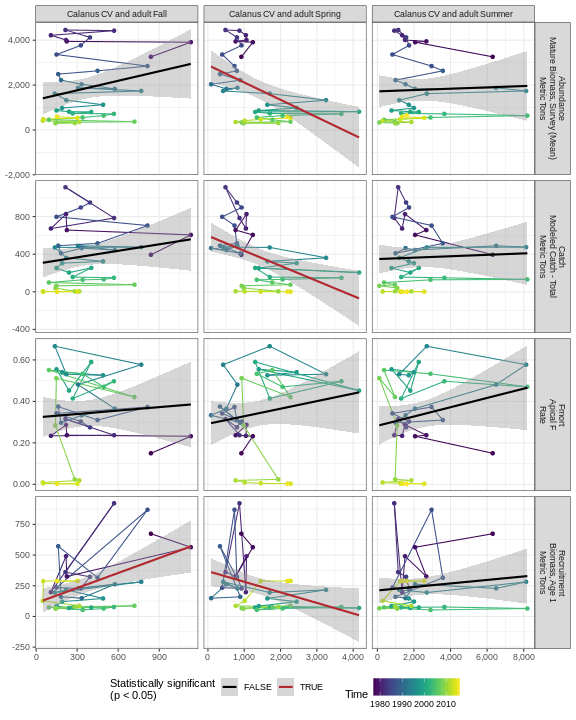 Calanus CV and adult Fall
Calanus CV and adult Spring
Calanus CV and adult Summer
4,000
2,000
0
-2,000
Abundance
Mature Biomass, Survey (Mean)
Metric Tons
800
400
0
-400
Catch
Modeled Catch - Total
Metric Tons
0.60
0.40
0.20
0.00
Fmort
Apical F
Rate
750
500
250
0
-250
Recruitment
Biomass, Age 1
Metric Tons
0 300 600 900
0 1,000 2,000 3,000 4,000
0 2,000 4,000 6,000 8,000
Statistically significant
(p < 0.05)
FALSE
TRUE
Time
1980 1990 2000 2010